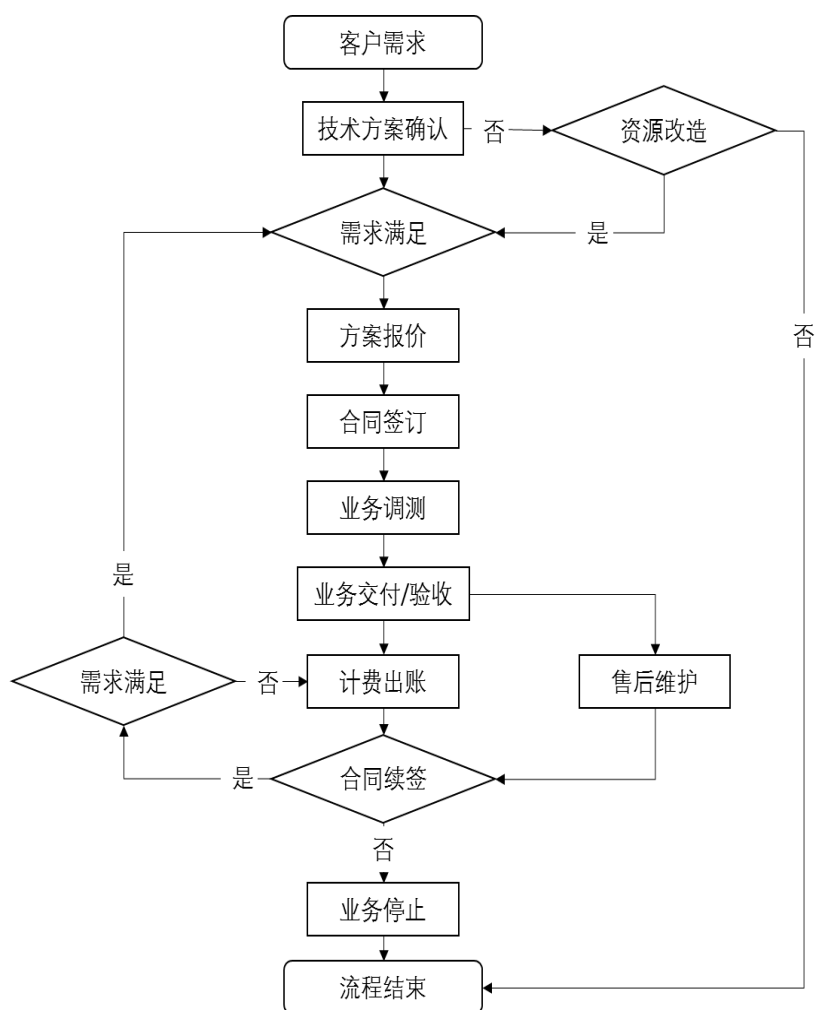 客户需求
技术方案确认
否
资源改造
需求满足
是
方案报价
否
合同签订
业务调测
是
业务交付/验收
需求满足
否
计费出账
售后维护
是
合同续签
否
业务停止
流程结束